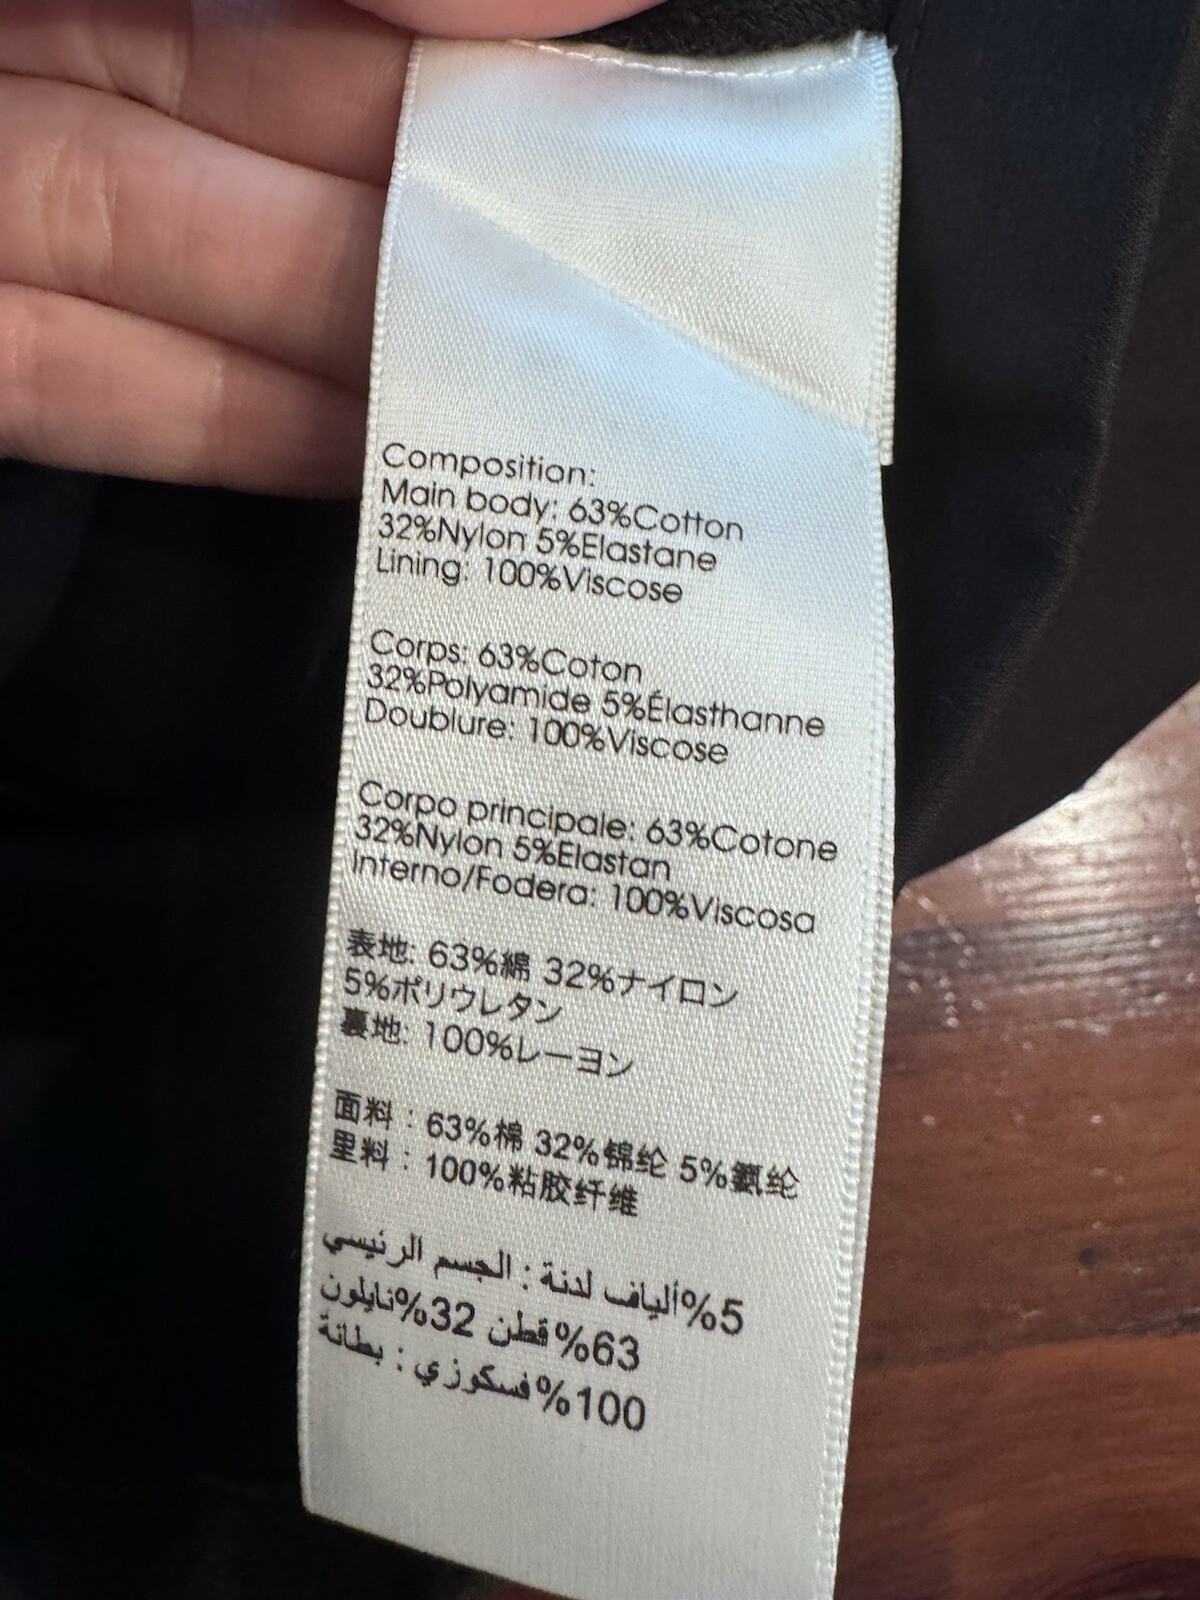 Composition:
Main body: 63%Cotton
32%Nylon 5%Elastane
Lining: 100%Viscose
Corps: 63%Coton
32%Polyamide 5%Élasthanne
Doublure: 100%Viscose
Corpo principale: 63%Cotone
32%Nylon 5%Elastan
Interno/Fodera: 100%Viscosa
表地: 63%綿 32%ナイロン
5%ポリウレタン
裏地: 100%レーヨン
面料：63%棉 32%锦纶 5%氨纶
里料：100%粘胶纤维
5%ألياف لدنة : الجسم الرئيسي
63%قطن 32%نايلون
100%فسكوزي : بطانة